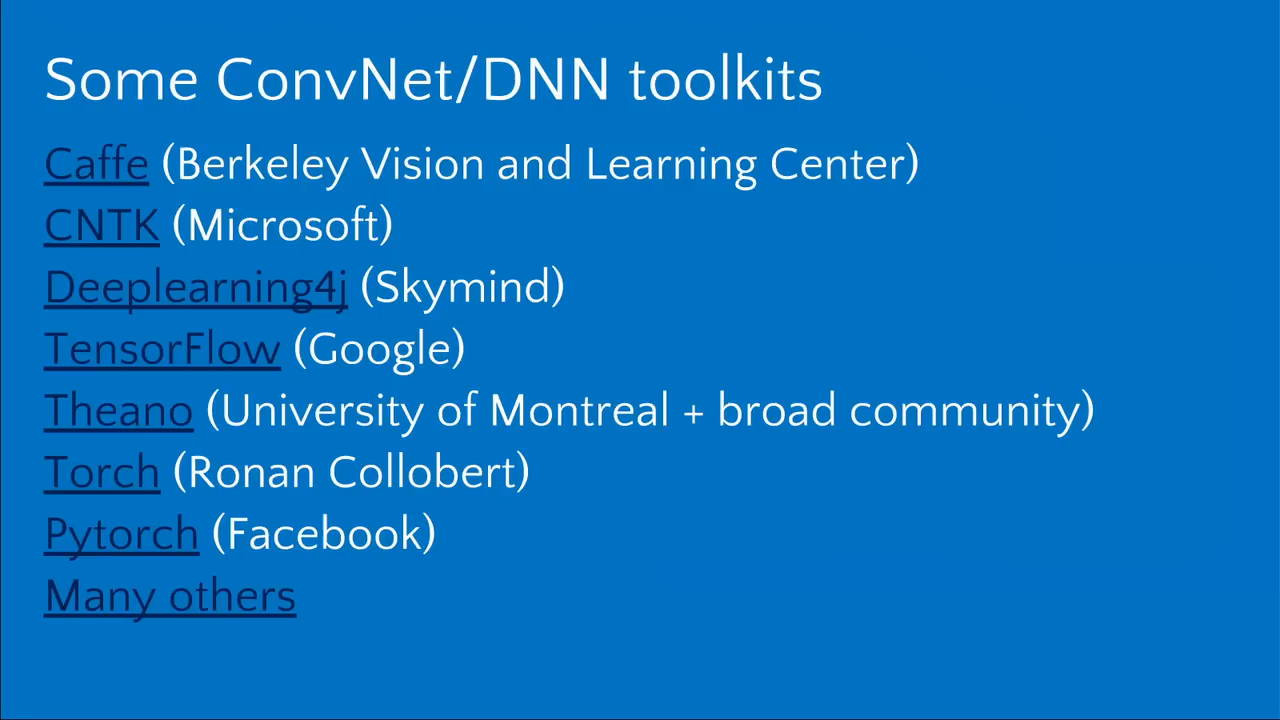 Some ConvNet/DNN toolkits
Caffe (Berkeley Vision and Learning Center)
CNTK (Microsoft)
Deeplearning4j (Skymind)
TensorFlow (Google)
Theano (University of Montreal + broad community)
Torch (Ronan Collobert)
Pytorch (Facebook)
Many others